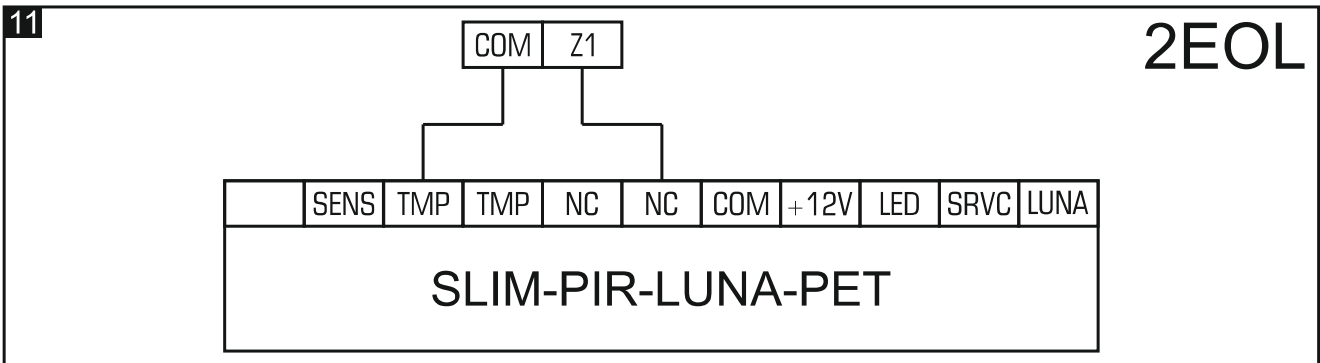 11
2EOL
COM Z1
SENS TMP TMP NC NC COM +12V LED SRVC LUNA
SLIM-PIR-LUNA-PET